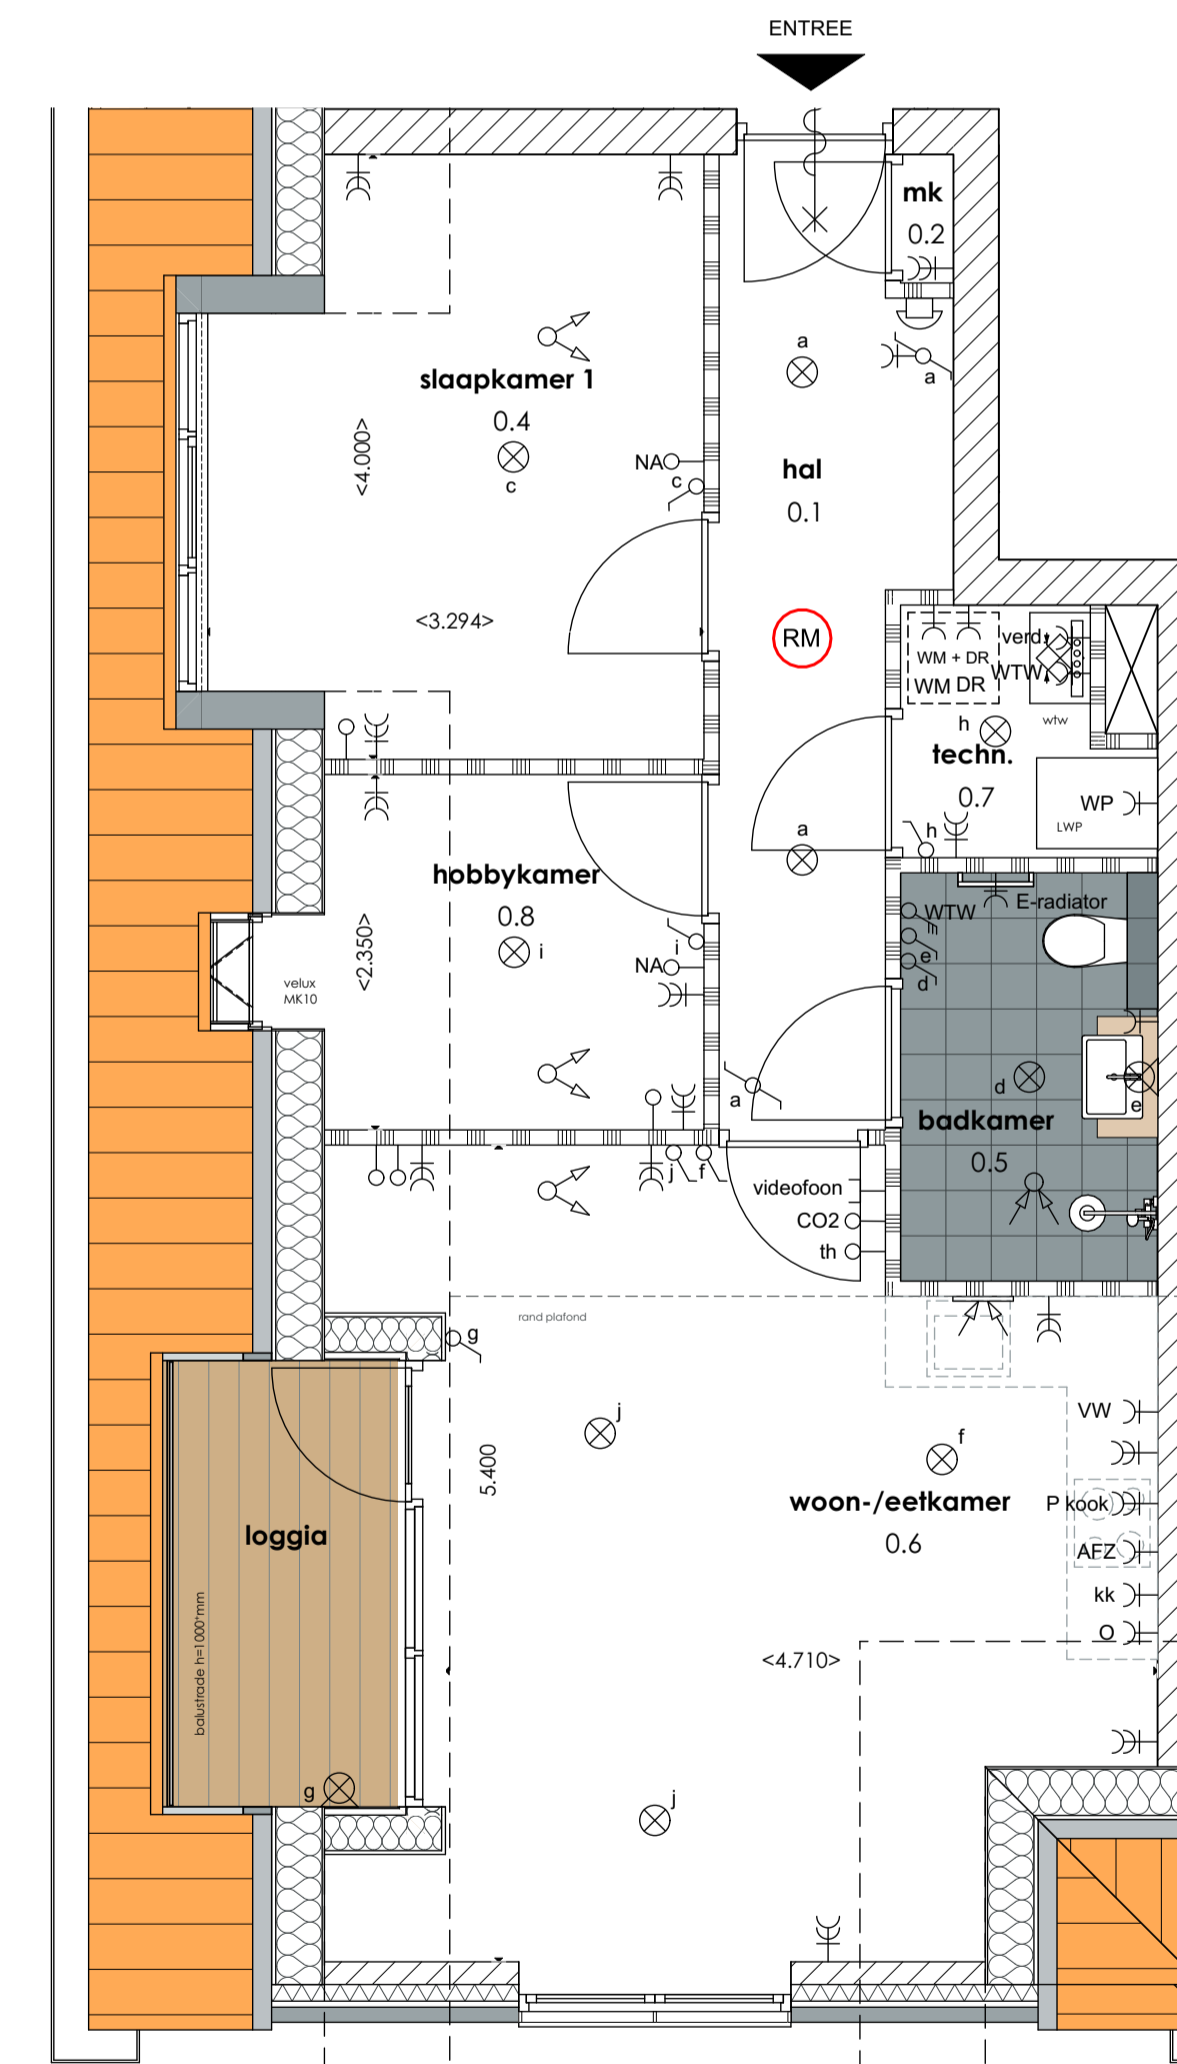 ENTREE
mk
0.2
a
a
slaapkamer 1
0.4
c
NA
c
<4.000>
hal
0.1
<3.294>
RM
WM + DR
WM DR
verd.
WTW
wtw
h
techn.
0.7
WP
LWP
h
a
hobbykamer
0.8
i
i
NA
<2.350>
velux
MK10
E-radiator
WTW
e
d
d
e
badkamer
0.5
a
j
f
videofoon
CO2
th
rand plafond
g
j
f
5.400
VW
woon-/eetkamer
0.6
P kook
AFZ
kk
O
loggia
balustrade h=1000+mm
<4.710>
g
j